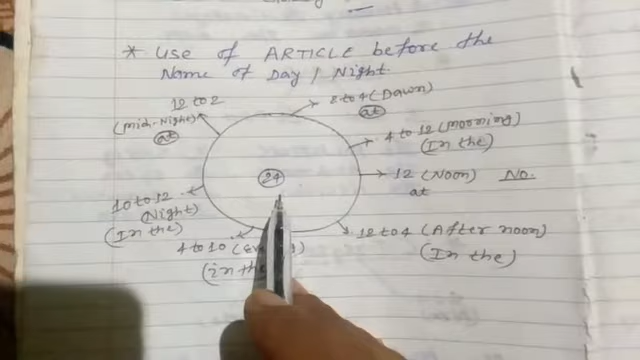 * Use of ARTICLE before the
Name of Day / Night.
12 to 2
(mid-Night)
at
2 to 4 (Dawn)
at
4 to 12 (mooning)
(In the)
12 (Noon) No.
at
12 to 4 (After noon)
(In the)
4 to 10
(in the
10 to 12
(Night)
(In the)
24